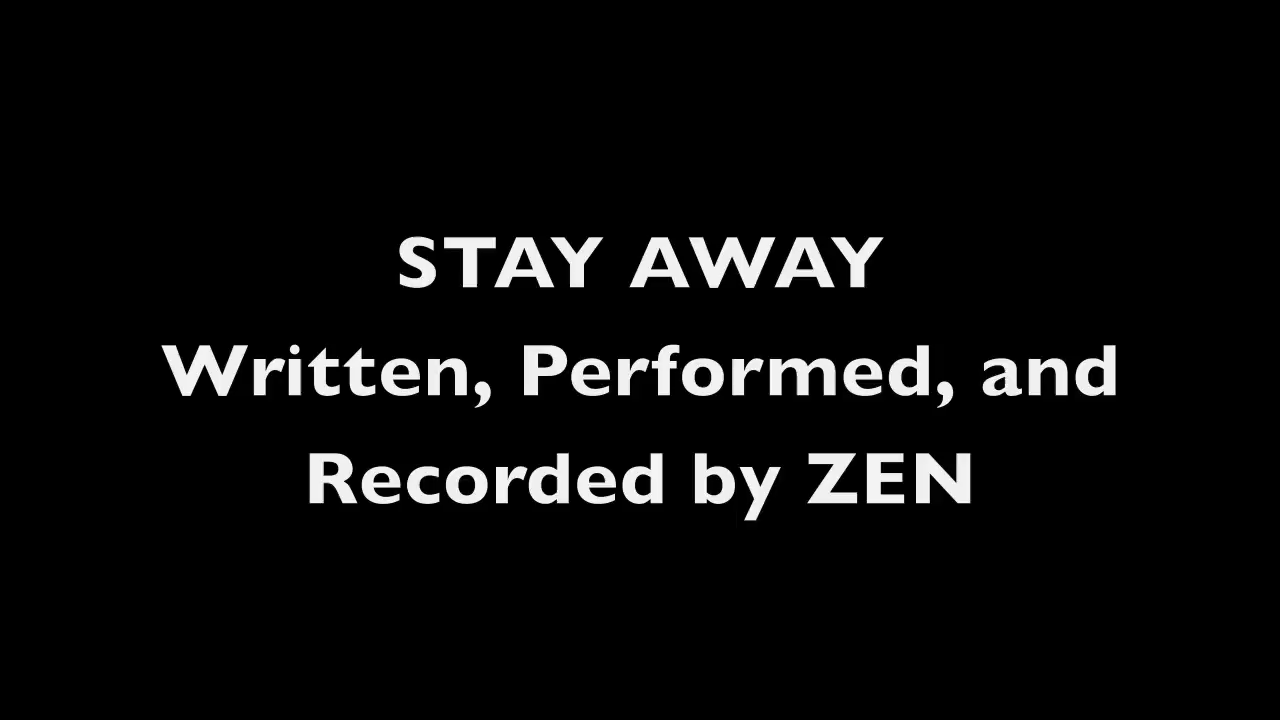 STAY AWAY
Written, Performed, and
Recorded by ZEN